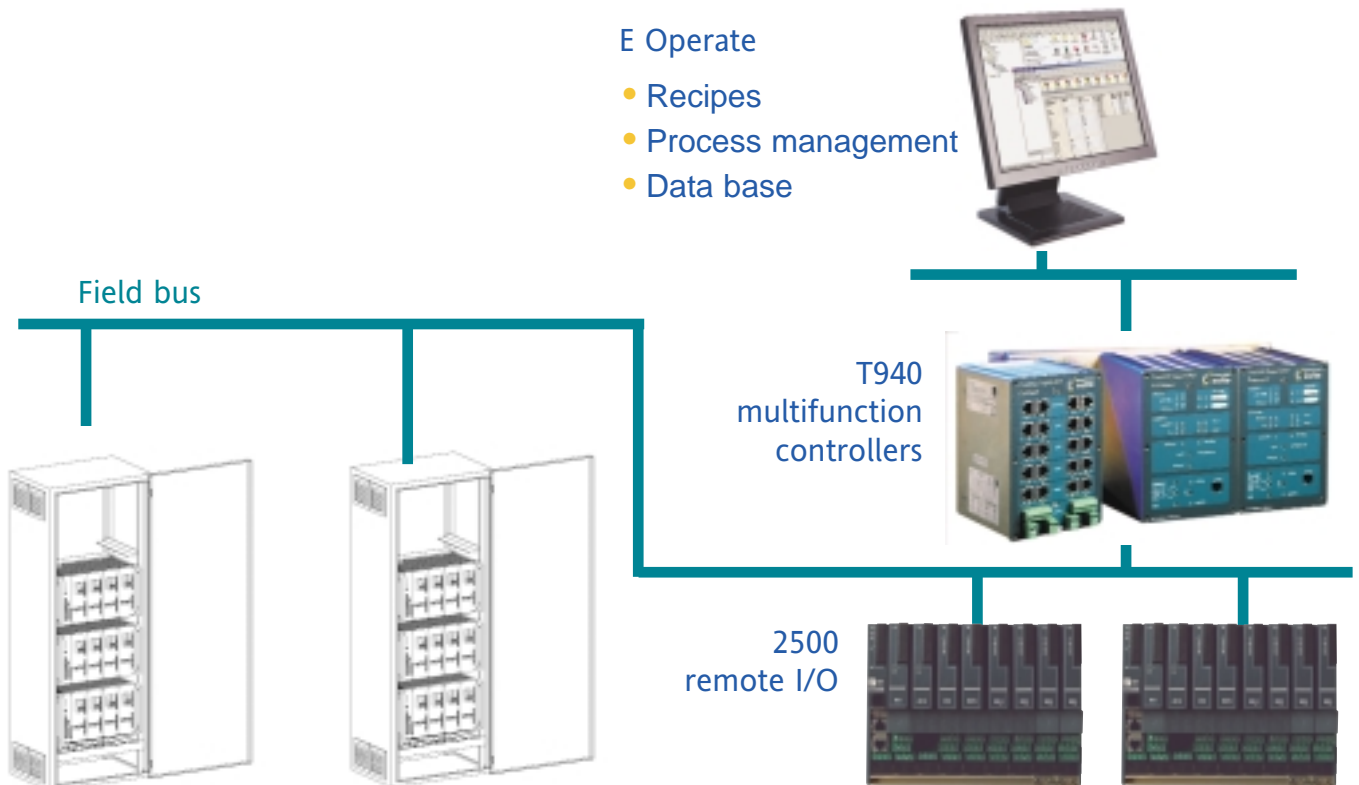 E Operate
• Recipes
• Process management
• Data base
Field bus
T940
multifunction
controllers
2500
remote I/O